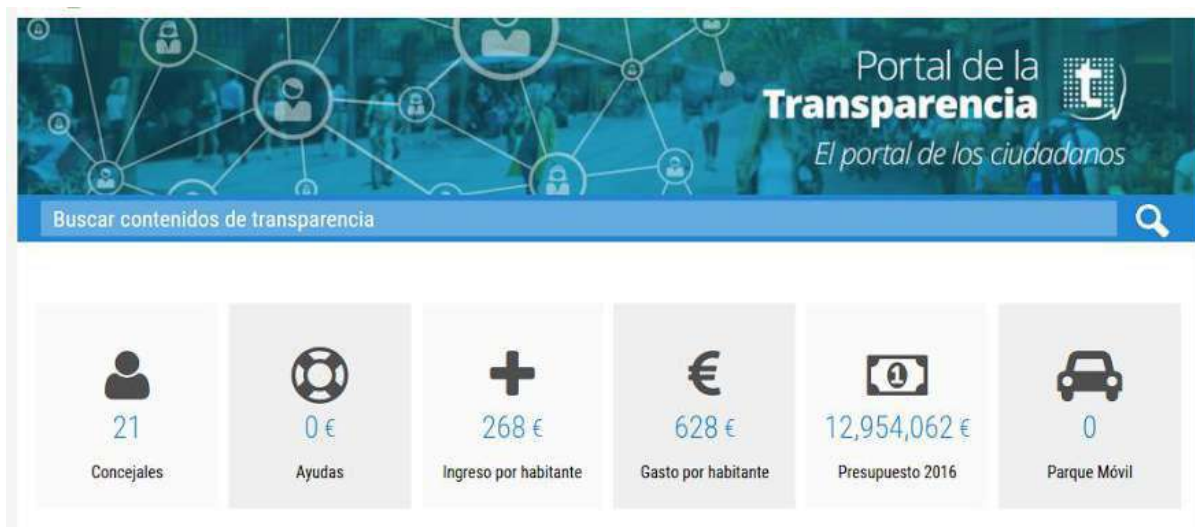 Portal de la
Transparencia
t
El portal de los ciudadanos
Buscar contenidos de transparencia
21
Concejales
0 €
Ayudas
268 €
Ingreso por habitante
€
628 €
Gasto por habitante
1
12,954,062 €
Presupuesto 2016
0
Parque Móvil